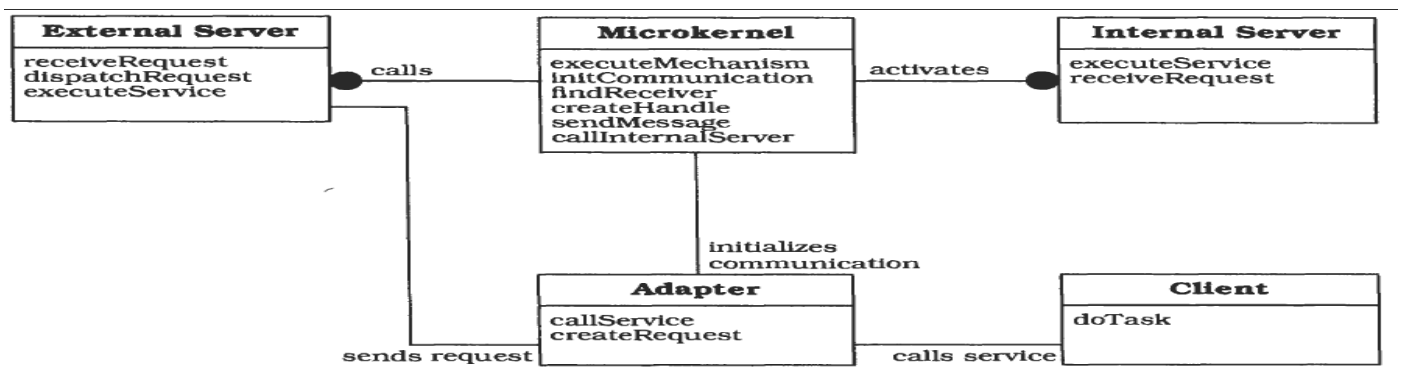 External Server
receiveRequest
dispatchRequest
executeService
calls
Microkernel
executeMechanism
initCommunication
findReceiver
createHandle
sendMessage
callInternalServer
activates
Internal Server
executeService
receiveRequest
initializes
communication
Adapter
callService
createRequest
sends request
calls service
Client
doTask